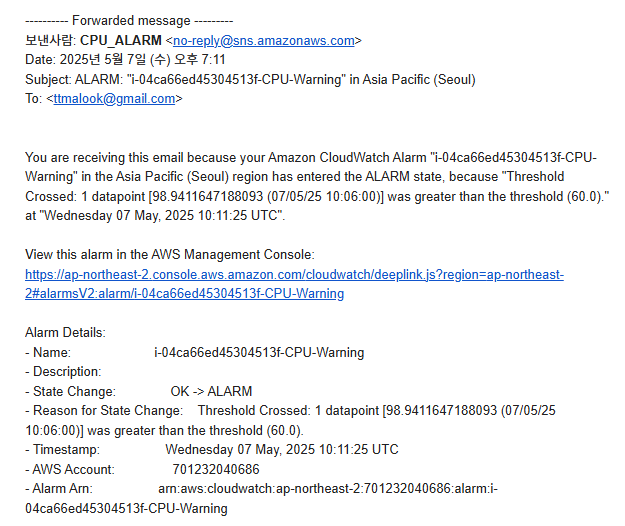 ---------- Forwarded message ---------
보낸사람: CPU_ALARM <no-reply@sns.amazonaws.com>
Date: 2025년 5월 7일 (수) 오후 7:11
Subject: ALARM: "i-04ca66ed45304513f-CPU-Warning" in Asia Pacific (Seoul)
To: <ttmalook@gmail.com>
You are receiving this email because your Amazon CloudWatch Alarm "i-04ca66ed45304513f-CPU-
Warning" in the Asia Pacific (Seoul) region has entered the ALARM state, because "Threshold
Crossed: 1 datapoint [98.9411647188093 (07/05/25 10:06:00)] was greater than the threshold (60.0)."
at "Wednesday 07 May, 2025 10:11:25 UTC".
View this alarm in the AWS Management Console:
https://ap-northeast-2.console.aws.amazon.com/cloudwatch/deeplink.js?region=ap-northeast-
2#alarmsV2:alarm/i-04ca66ed45304513f-CPU-Warning
Alarm Details:
- Name: i-04ca66ed45304513f-CPU-Warning
- Description:
- State Change: OK -> ALARM
- Reason for State Change: Threshold Crossed: 1 datapoint [98.9411647188093 (07/05/25
10:06:00)] was greater than the threshold (60.0).
- Timestamp: Wednesday 07 May, 2025 10:11:25 UTC
- AWS Account: 701232040686
- Alarm Arn: arn:aws:cloudwatch:ap-northeast-2:701232040686:alarm:i-
04ca66ed45304513f-CPU-Warning